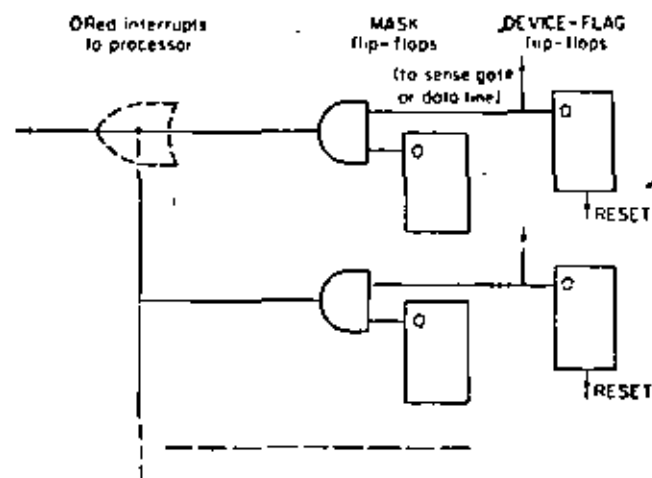 ORed interrupts
to processor
MASK
flip-flops
DEVICE-FLAG
flip-flops
(to sense gate
or data line)
Q
Q
RESET
Q
Q
RESET